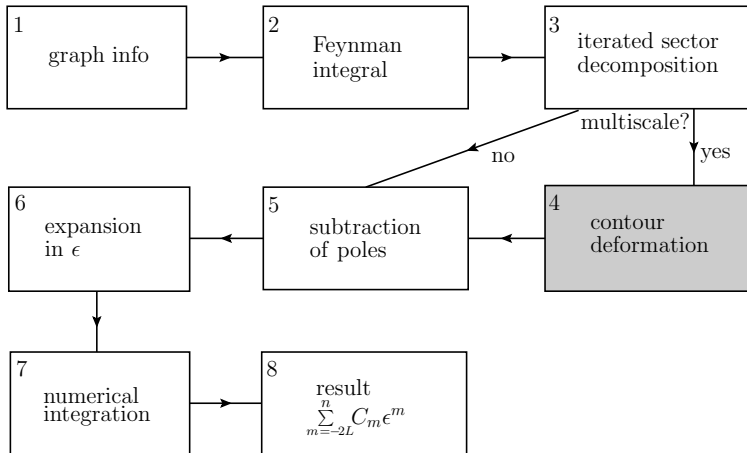 1
graph info
2
Feynman
integral
3
iterated sector
decomposition
multiscale?
no
yes
4
contour
deformation
5
subtraction
of poles
6
expansion
in ϵ
7
numerical
integration
8
result
n
∑ C_m ϵ^m
m=−2L